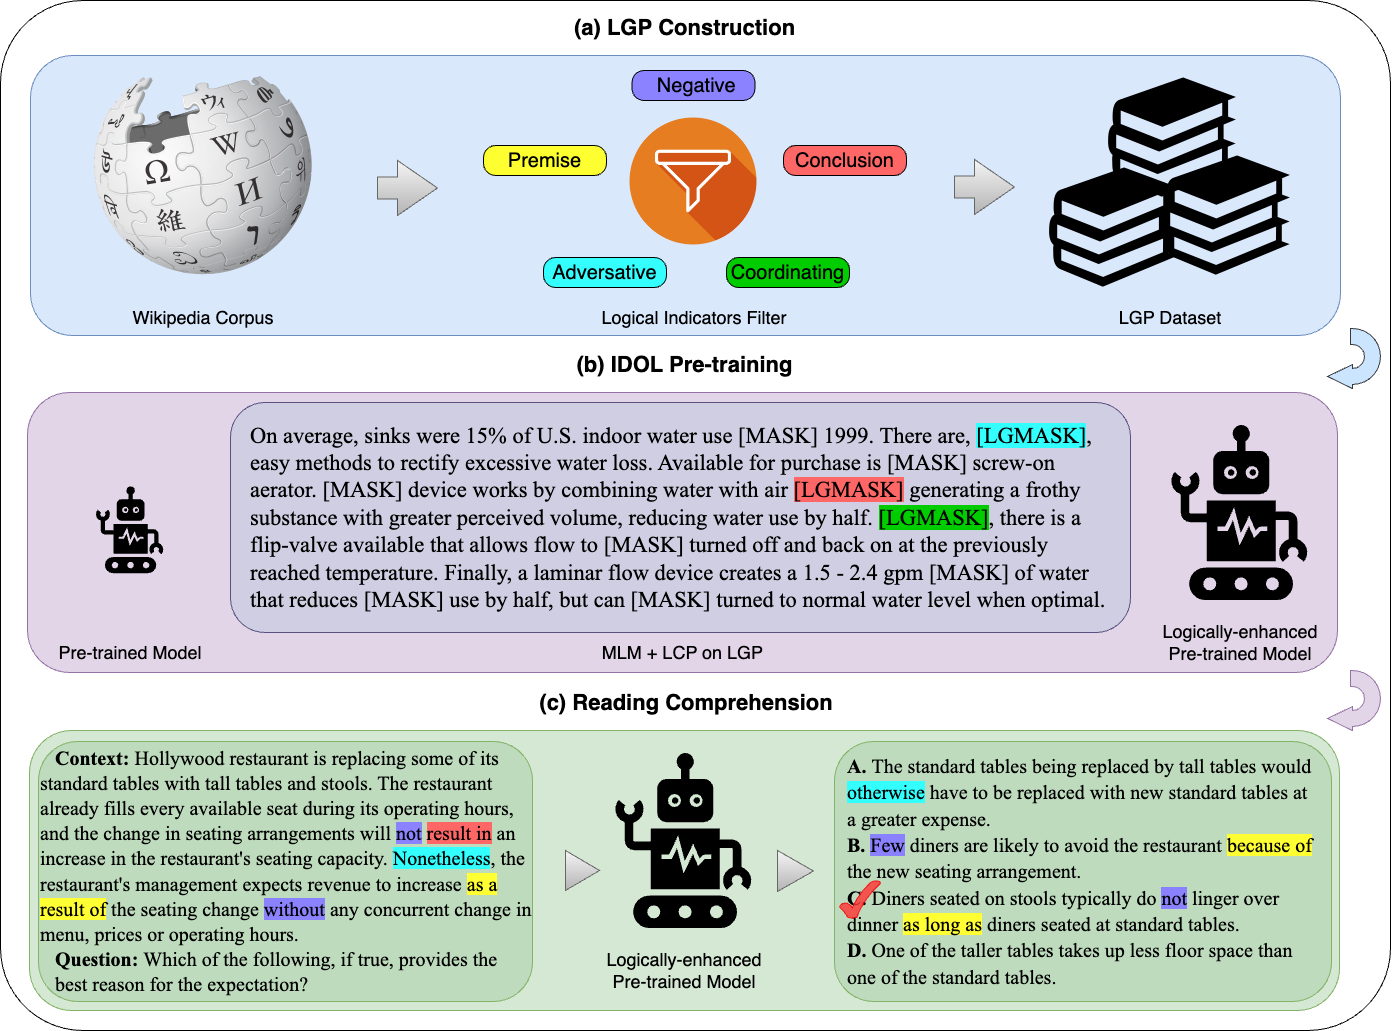 (a) LGP Construction
Negative
Premise
Conclusion
Adversative
Coordinating
Ω
W
И
維
ウィ
Wikipedia Corpus
Logical Indicators Filter
LGP Dataset
(b) IDOL Pre-training
On average, sinks were 15% of U.S. indoor water use [MASK] 1999. There are, [LGMASK],
easy methods to rectify excessive water loss. Available for purchase is [MASK] screw-on
aerator. [MASK] device works by combining water with air [LGMASK] generating a frothy
substance with greater perceived volume, reducing water use by half. [LGMASK], there is a
flip-valve available that allows flow to [MASK] turned off and back on at the previously
reached temperature. Finally, a laminar flow device creates a 1.5 - 2.4 gpm [MASK] of water
that reduces [MASK] use by half, but can [MASK] turned to normal water level when optimal.
Pre-trained Model
MLM + LCP on LGP
Logically-enhanced
Pre-trained Model
(c) Reading Comprehension
Context: Hollywood restaurant is replacing some of its
standard tables with tall tables and stools. The restaurant
already fills every available seat during its operating hours,
and the change in seating arrangements will not result in an
increase in the restaurant's seating capacity. Nonetheless, the
restaurant's management expects revenue to increase as a
result of the seating change without any concurrent change in
menu, prices or operating hours.
Question: Which of the following, if true, provides the
best reason for the expectation?
Logically-enhanced
Pre-trained Model
A. The standard tables being replaced by tall tables would
otherwise have to be replaced with new standard tables at
a greater expense.
B. Few diners are likely to avoid the restaurant because of
the new seating arrangement.
C. Diners seated on stools typically do not linger over
dinner as long as diners seated at standard tables.
D. One of the taller tables takes up less floor space than
one of the standard tables.